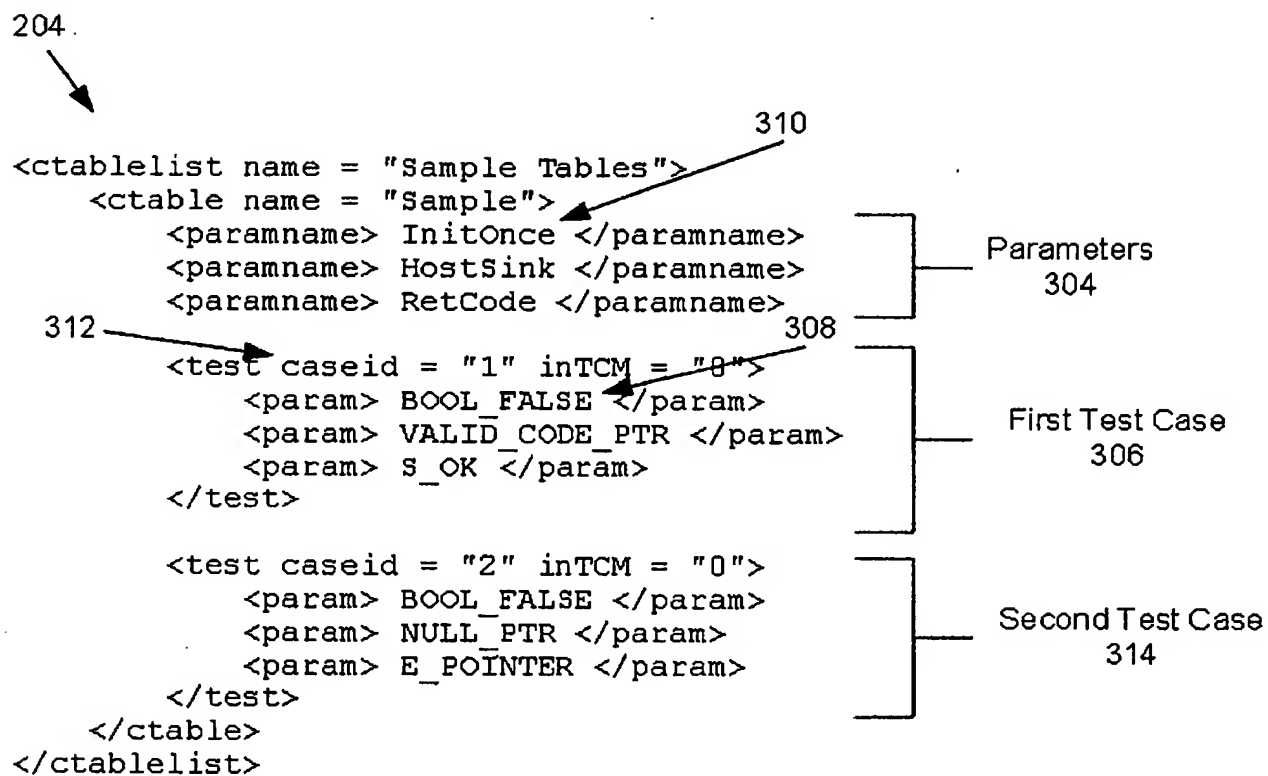 204
310
<ctablelist name = "Sample Tables">
<ctable name = "Sample">
<paramname> InitOnce </paramname>
<paramname> HostSink </paramname>
<paramname> RetCode </paramname>
Parameters
304
312
308
<test caseid = "1" inTCM = "0">
<param> BOOL_FALSE </param>
<param> VALID_CODE_PTR </param>
<param> S_OK </param>
</test>
First Test Case
306
<test caseid = "2" inTCM = "0">
<param> BOOL_FALSE </param>
<param> NULL_PTR </param>
<param> E_POINTER </param>
</test>
Second Test Case
314
</ctable>
</ctablelist>